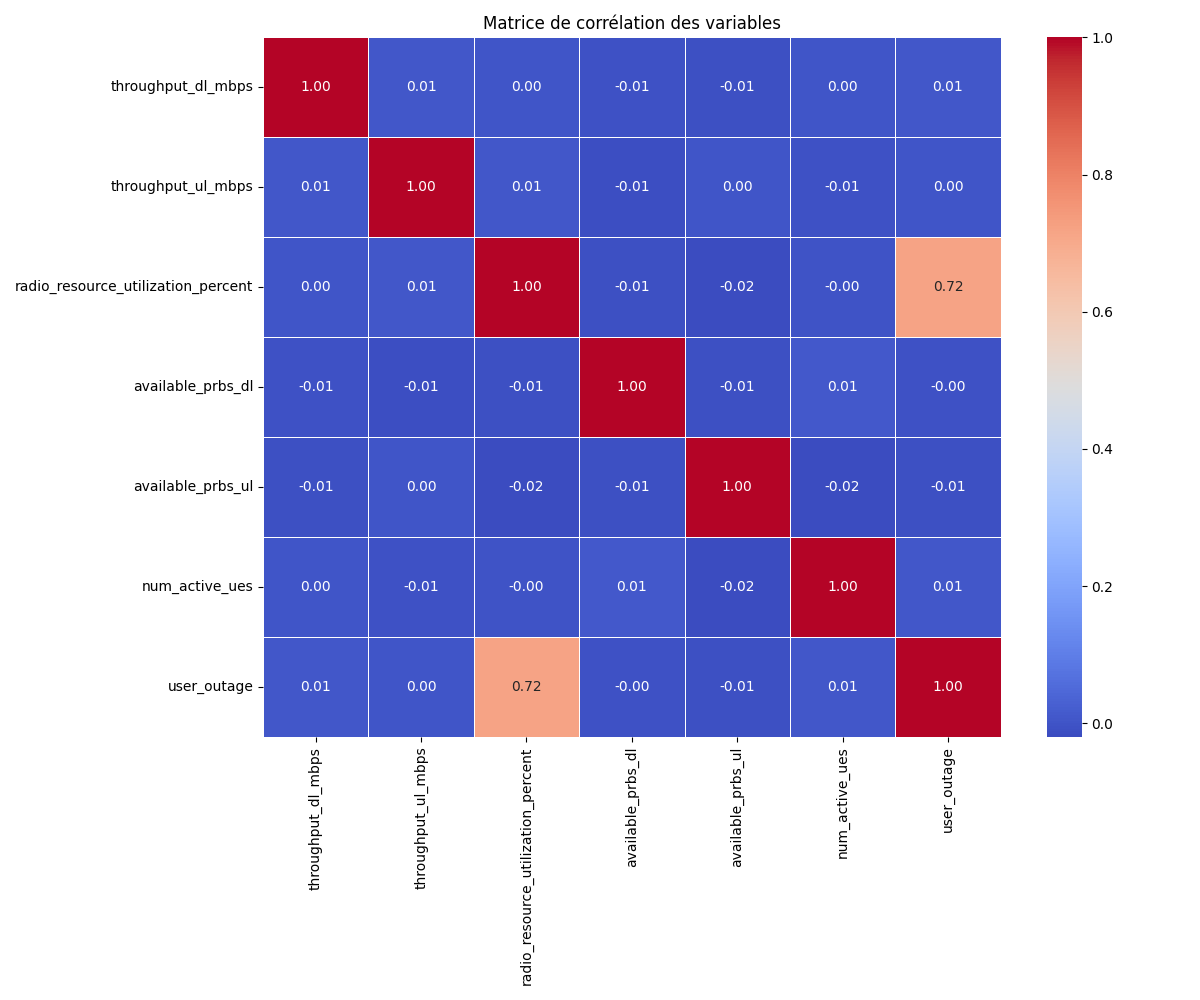 Matrice de corrélation des variables
throughput_dl_mbps 1.00 0.01 0.00 -0.01 -0.01 0.00 0.01
throughput_ul_mbps 0.01 1.00 0.01 -0.01 0.00 -0.01 0.00
radio_resource_utilization_percent 0.00 0.01 1.00 -0.01 -0.02 -0.00 0.72
available_prbs_dl -0.01 -0.01 -0.01 1.00 -0.01 0.01 -0.00
available_prbs_ul -0.01 0.00 -0.02 -0.01 1.00 -0.02 -0.01
num_active_ues 0.00 -0.01 -0.00 0.01 -0.02 1.00 0.01
user_outage 0.01 0.00 0.72 -0.00 -0.01 0.01 1.00
throughput_dl_mbps
throughput_ul_mbps
radio_resource_utilization_percent
available_prbs_dl
available_prbs_ul
num_active_ues
user_outage
1.0
0.8
0.6
0.4
0.2
0.0